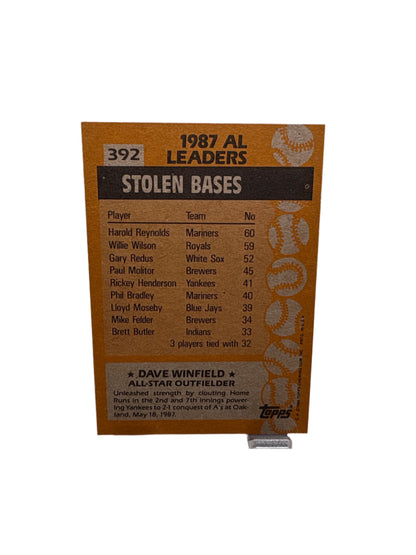 392
1987 AL
LEADERS
STOLEN BASES
Player Team No
Harold Reynolds Mariners 60
Willie Wilson Royals 59
Gary Redus White Sox 52
Paul Molitor Brewers 45
Rickey Henderson Yankees 41
Phil Bradley Mariners 40
Lloyd Moseby Blue Jays 39
Mike Felder Brewers 34
Brett Butler Indians 33
3 players tied with 32
★ DAVE WINFIELD ★
ALL-STAR OUTFIELDER
Unleashed strength by clouting Home
Runs in the 2nd and 7th innings power-
ing Yankees to 2-1 conquest of A's at Oak-
land, May 18, 1987.
Topps